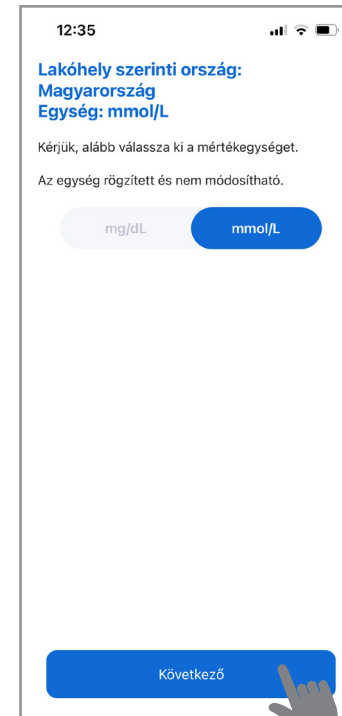 12:35
Lakóhely szerinti ország:
Magyarország
Egység: mmol/L
Kérjük, alább válassza ki a mértékegységet.
Az egység rögzített és nem módosítható.
mg/dL mmol/L
Következő